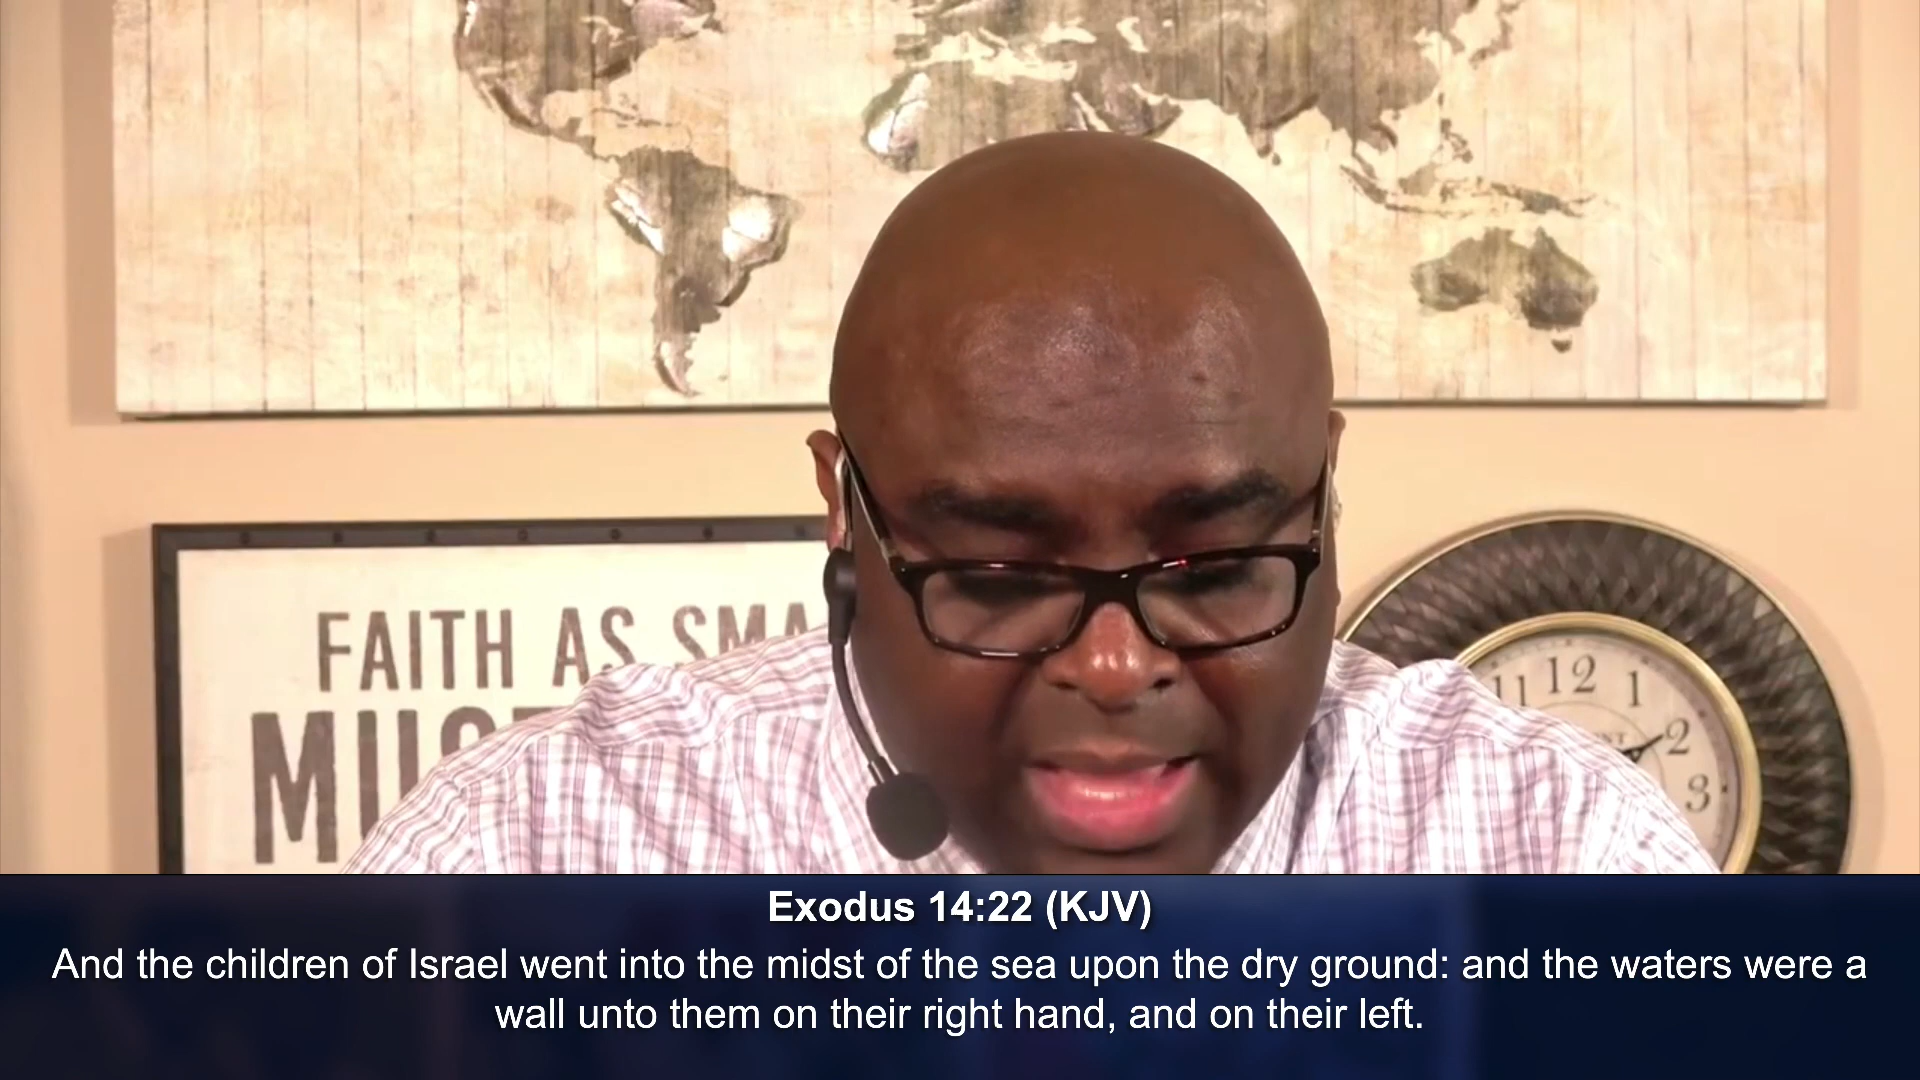 FAITH AS
12
11
1
2
3
Exodus 14:22 (KJV)
And the children of Israel went into the midst of the sea upon the dry ground: and the waters were a
wall unto them on their right hand, and on their left.